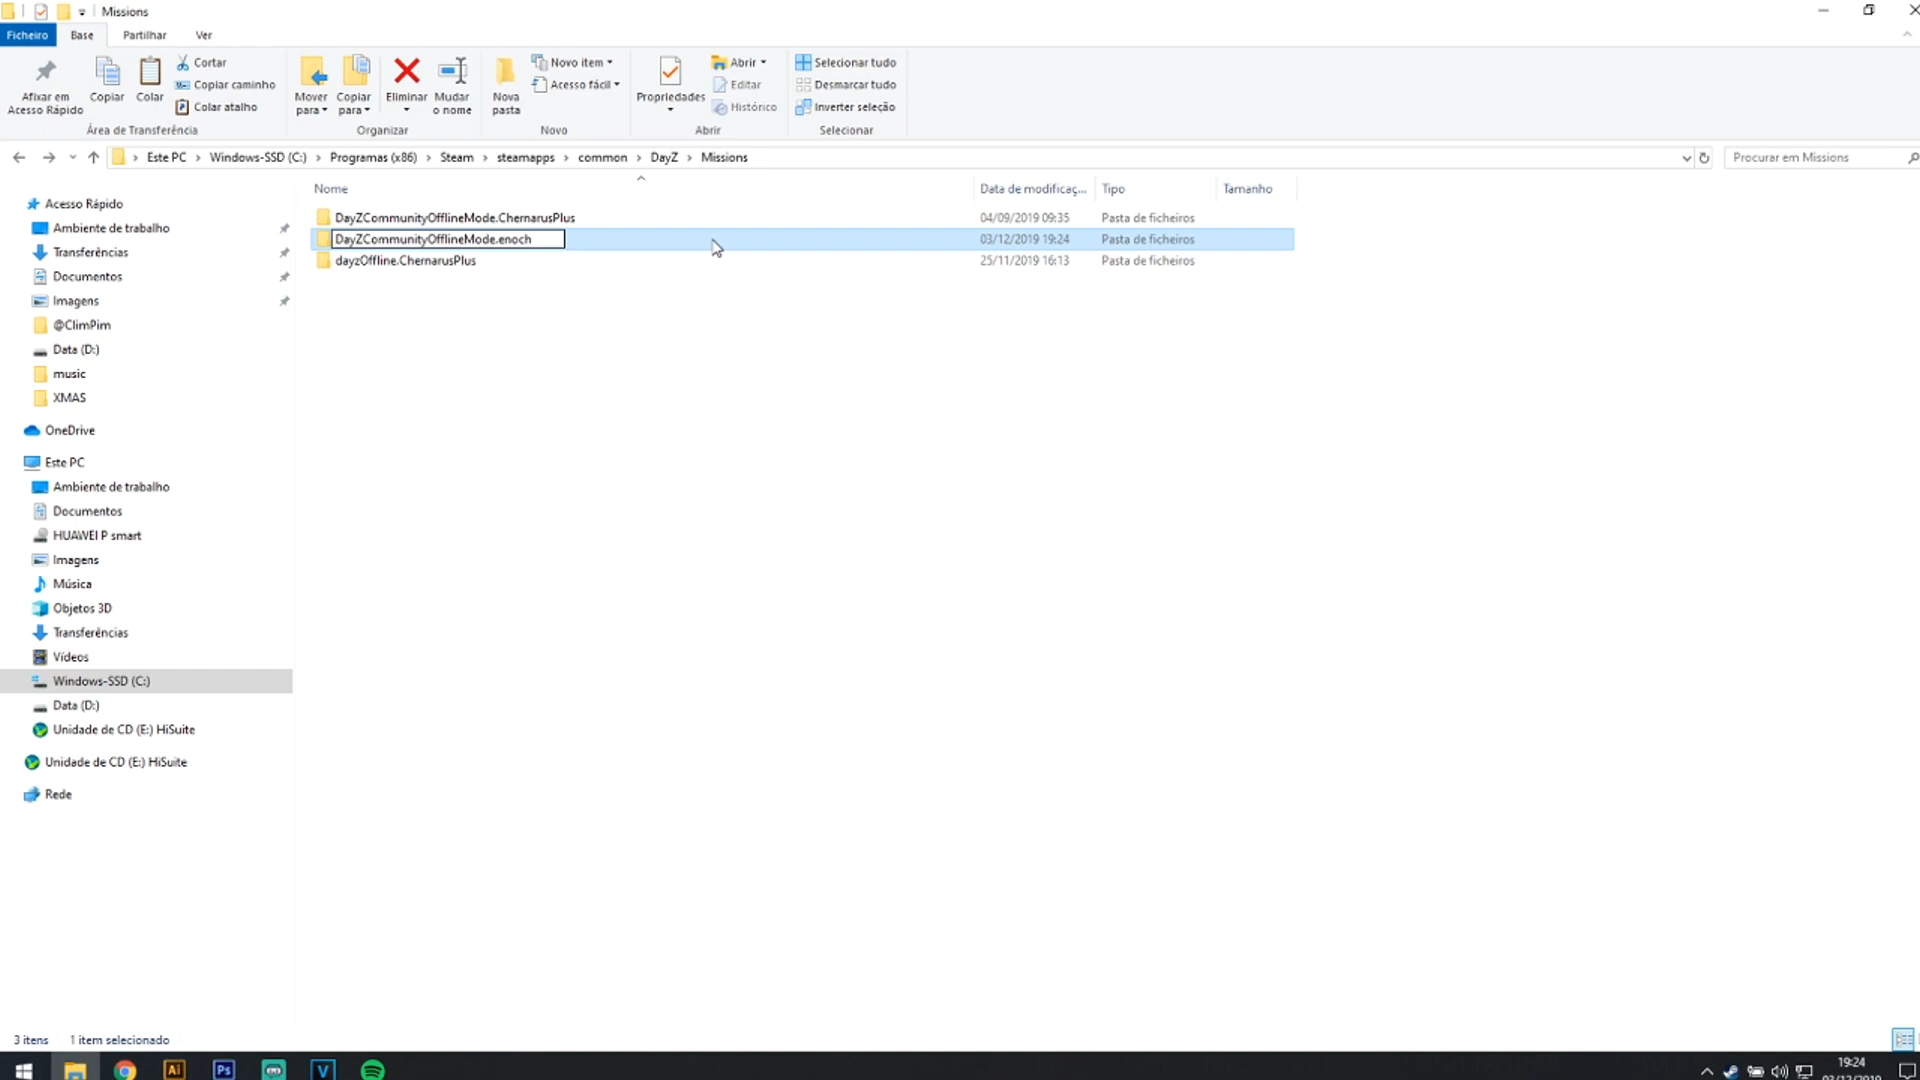 Missions
Ficheiro Base Partilhar Ver
Afixar em Acesso Rápido
Copiar
Colar
Cortar
Copiar caminho
Colar atalho
Área de Transferência
Mover para
Copiar para
Eliminar
Mudar o nome
Organizar
Nova pasta
Novo item
Acesso fácil
Novo
Propriedades
Abrir
Editar
Histórico
Abrir
Selecionar tudo
Desmarcar tudo
Inverter seleção
Selecionar
Este PC > Windows-SSD (C:) > Programas (x86) > Steam > steamapps > common > DayZ > Missions
Procurar em Missions
Nome Data de modificaç... Tipo Tamanho
DayZCommunityOfflineMode.ChernarusPlus 04/09/2019 09:35 Pasta de ficheiros
DayZCommunityOfflineMode.enoch 03/12/2019 19:24 Pasta de ficheiros
dayzOffline.ChernarusPlus 25/11/2019 16:13 Pasta de ficheiros
Acesso Rápido
Ambiente de trabalho
Transferências
Documentos
Imagens
@ClimPim
Data (D:)
music
XMAS
OneDrive
Este PC
Ambiente de trabalho
Documentos
HUAWEI P smart
Imagens
Música
Objetos 3D
Transferências
Vídeos
Windows-SSD (C:)
Data (D:)
Unidade de CD (E:) HiSuite
Unidade de CD (E:) HiSuite
Rede
3 itens 1 item selecionado
Ai Ps V
19:24
03/12/2019